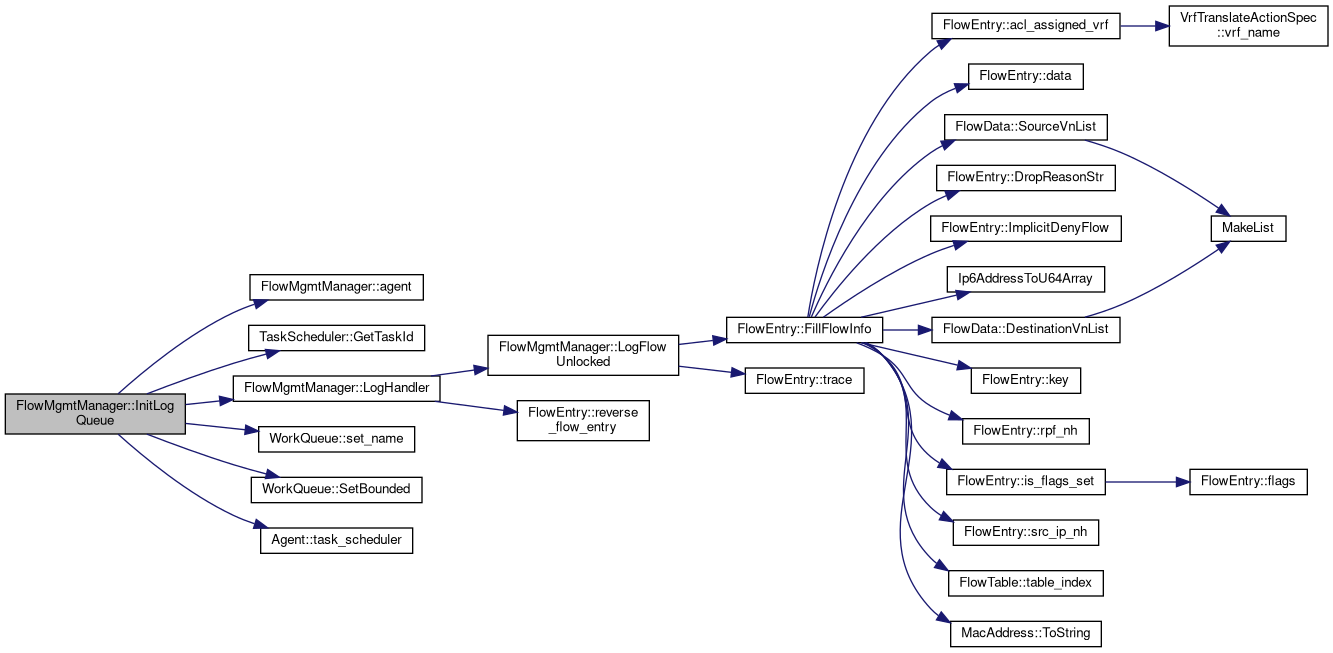 FlowMgmtManager::InitLog
Queue
FlowMgmtManager::agent
TaskScheduler::GetTaskId
FlowMgmtManager::LogHandler
WorkQueue::set_name
WorkQueue::SetBounded
Agent::task_scheduler
FlowMgmtManager::LogFlow
Unlocked
FlowEntry::reverse
_flow_entry
FlowEntry::FillFlowInfo
FlowEntry::trace
FlowEntry::acl_assigned_vrf
FlowEntry::data
FlowData::SourceVnList
FlowEntry::DropReasonStr
FlowEntry::ImplicitDenyFlow
Ip6AddressToU64Array
FlowData::DestinationVnList
FlowEntry::key
FlowEntry::rpf_nh
FlowEntry::is_flags_set
FlowEntry::src_ip_nh
FlowTable::table_index
MacAddress::ToString
VrfTranslateActionSpec
::vrf_name
MakeList
FlowEntry::flags